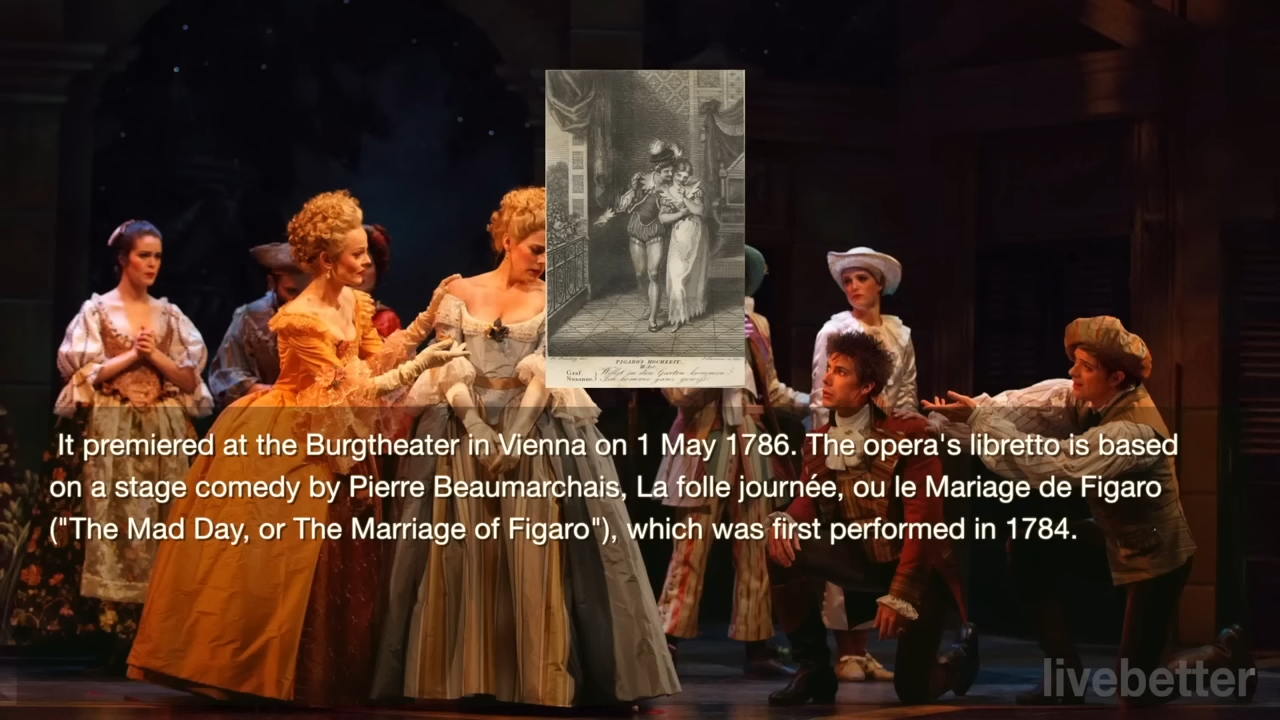 FIGARO'S HOCHZEIT.
Graf.
Susanne.
It premiered at the Burgtheater in Vienna on 1 May 1786. The opera's libretto is based
on a stage comedy by Pierre Beaumarchais, La folle journée, ou le Mariage de Figaro
("The Mad Day, or The Marriage of Figaro"), which was first performed in 1784.
livebetter